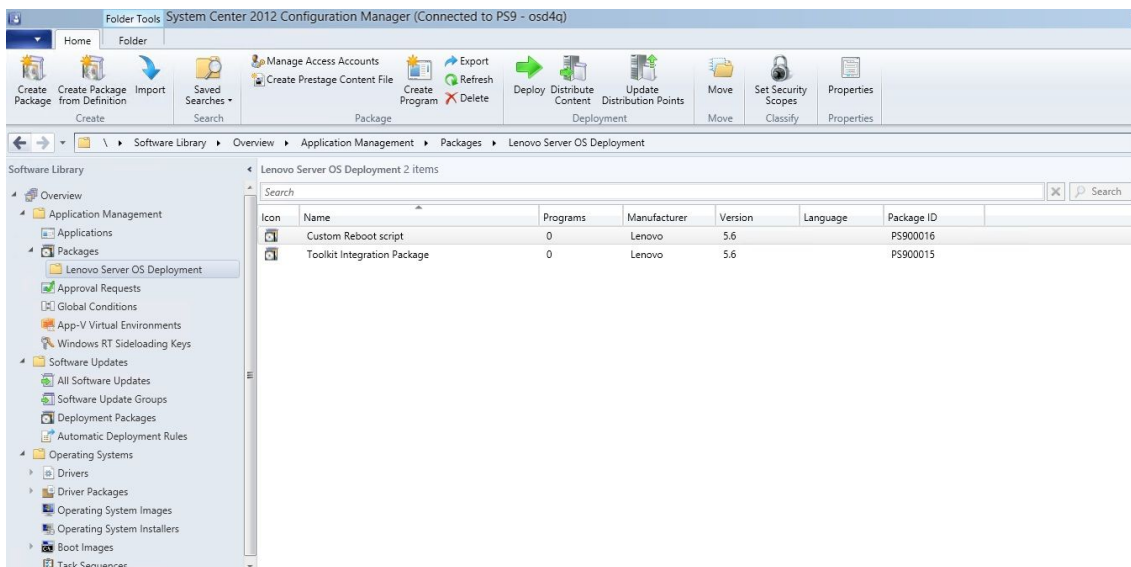 Folder Tools System Center 2012 Configuration Manager (Connected to PS9 - osd4q)
Home Folder
Create Package
Create Package from Definition
Import
Saved Searches
Manage Access Accounts
Create Prestage Content File
Create Program
Export
Refresh
Delete
Deploy
Distribute Content
Update Distribution Points
Move
Set Security Scopes
Properties
Create Search Package Deployment Move Classify Properties
\ Software Library Overview Application Management Packages Lenovo Server OS Deployment
Software Library
Overview
Application Management
Applications
Packages
Lenovo Server OS Deployment
Approval Requests
Global Conditions
App-V Virtual Environments
Windows RT Sideloading Keys
Software Updates
All Software Updates
Software Update Groups
Deployment Packages
Automatic Deployment Rules
Operating Systems
Drivers
Driver Packages
Operating System Images
Operating System Installers
Boot Images
Task Sequences
Lenovo Server OS Deployment 2 items
Search Search
Icon Name Programs Manufacturer Version Language Package ID
Custom Reboot script 0 Lenovo 5.6 PS900016
Toolkit Integration Package 0 Lenovo 5.6 PS900015